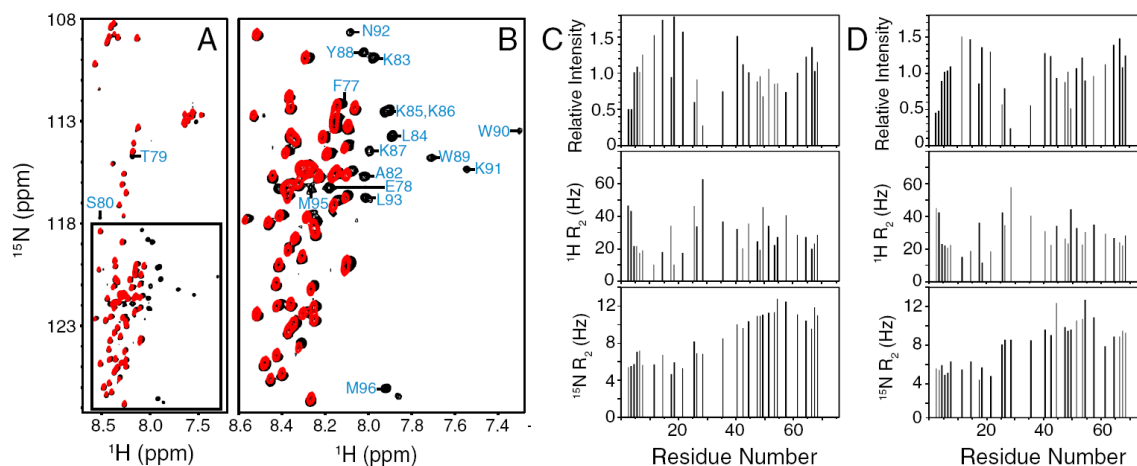 A
108
113
118
123
¹⁵N (ppm)
T79
S80
8.5 8.0 7.5
¹H (ppm)
B
N92
Y88
K83
F77
K85,K86
W90
L84
K87
W89
K91
A82
E78
M95
L93
M96
8.6 8.4 8.2 8.0 7.8 7.6 7.4
¹H (ppm)
C
Relative Intensity
1.5
1.0
0.5
0
¹H R₂ (Hz)
60
40
20
0
¹⁵N R₂ (Hz)
12
8
4
0
20 40 60
Residue Number
D
Relative Intensity
1.5
1.0
0.5
0
¹H R₂ (Hz)
60
40
20
0
¹⁵N R₂ (Hz)
12
8
4
0
20 40 60
Residue Number